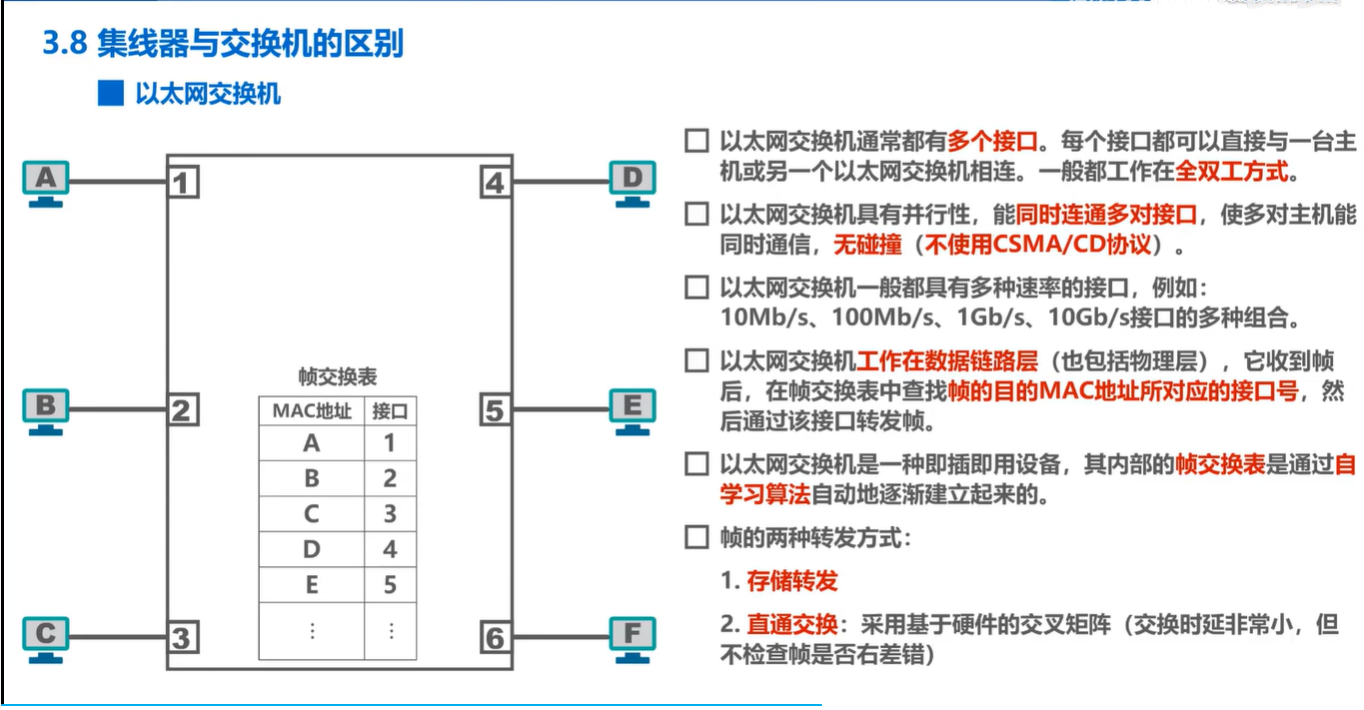 3.8 集线器与交换机的区别
以太网交换机
A
1
4
D
B
2
5
E
C
3
6
F
帧交换表
MAC地址 接口
A 1
B 2
C 3
D 4
E 5
⋮ ⋮
以太网交换机通常都有多个接口。每个接口都可以直接与一台主
机或另一个以太网交换机相连。一般都工作在全双工方式。
以太网交换机具有并行性，能同时连通多对接口，使多对主机能
同时通信，无碰撞（不使用CSMA/CD协议）。
以太网交换机一般都具有多种速率的接口，例如：
10Mb/s、100Mb/s、1Gb/s、10Gb/s接口的多种组合。
以太网交换机工作在数据链路层（也包括物理层），它收到帧
后，在帧交换表中查找帧的目的MAC地址所对应的接口号，然
后通过该接口转发帧。
以太网交换机是一种即插即用设备，其内部的帧交换表是通过自
学习算法自动地逐渐建立起来的。
帧的两种转发方式：
1. 存储转发
2. 直通交换：采用基于硬件的交叉矩阵（交换时延非常小，但
不检查帧是否右差错）